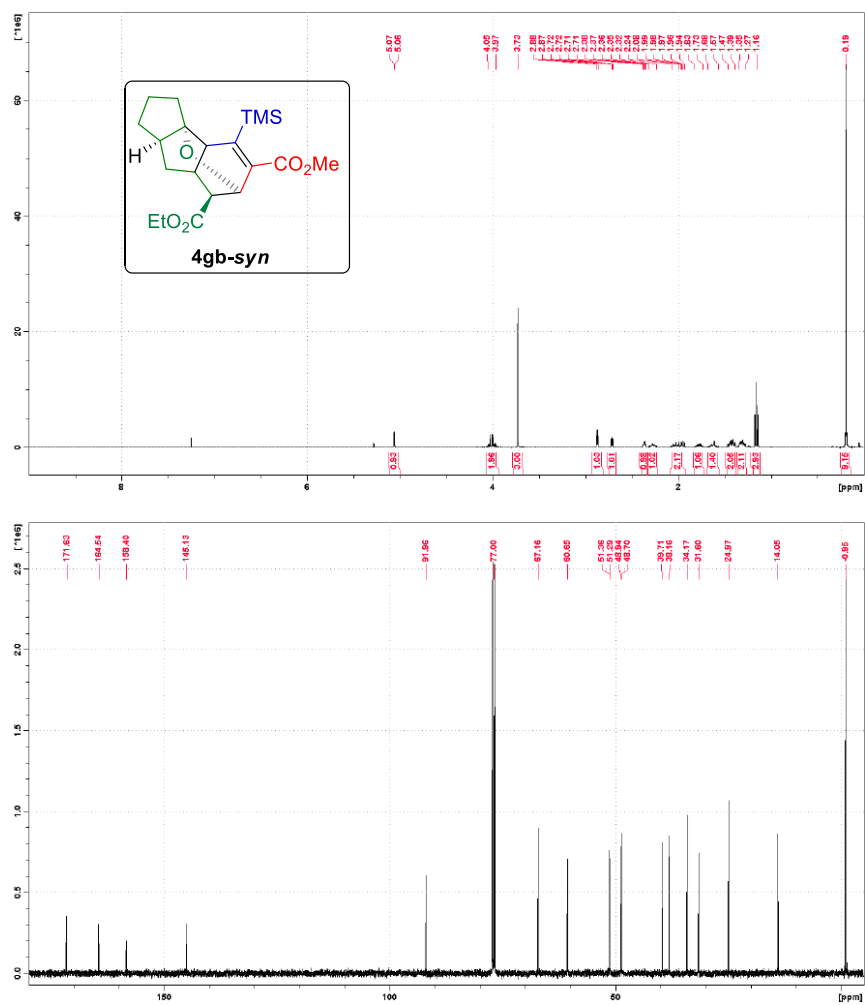 [*1e6]
5.07 5.06 4.05 3.97 3.73 2.88 2.87 2.72 2.72 2.71 2.71 2.38 2.37 2.36 2.35 2.32 2.24 2.08 1.99 1.98 1.97 1.96 1.94 1.83 1.73 1.68 1.57 1.47 1.39 1.35 1.27 1.16 0.19
60
TMS
H
O
CO2Me
EtO2C
4gb-syn
40
20
0
0.93 1.96 3.00 1.03 1.01 0.98 1.02 2.17 1.06 1.40 2.11 2.93 9.15
8 6 4 2 [ppm]
[*1e6]
171.63 164.54 158.40 145.13 91.96 77.00 67.16 60.65 51.36 51.29 48.70 39.71 38.16 34.17 31.60 24.97 14.05 -0.95
2.5
2.0
1.5
1.0
0.5
0.0
150 100 50 [ppm]